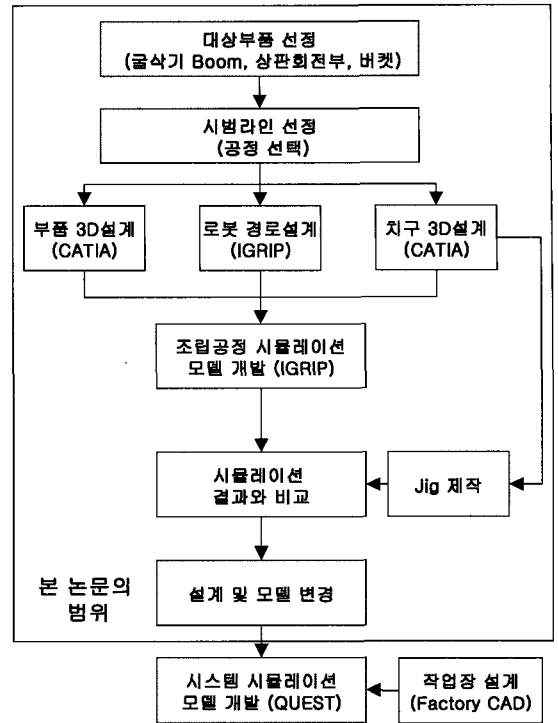 대상부품 선정
(굴삭기 Boom, 상판회전부, 버켓)
시범라인 선정
(공정 선택)
부품 3D설계
(CATIA)
로봇 경로설계
(IGRIP)
치구 3D설계
(CATIA)
조립공정 시뮬레이션
모델 개발 (IGRIP)
시뮬레이션
결과와 비교
Jig 제작
본 논문의
범위
설계 및 모델 변경
시스템 시뮬레이션
모델 개발 (QUEST)
작업장 설계
(Factory CAD)